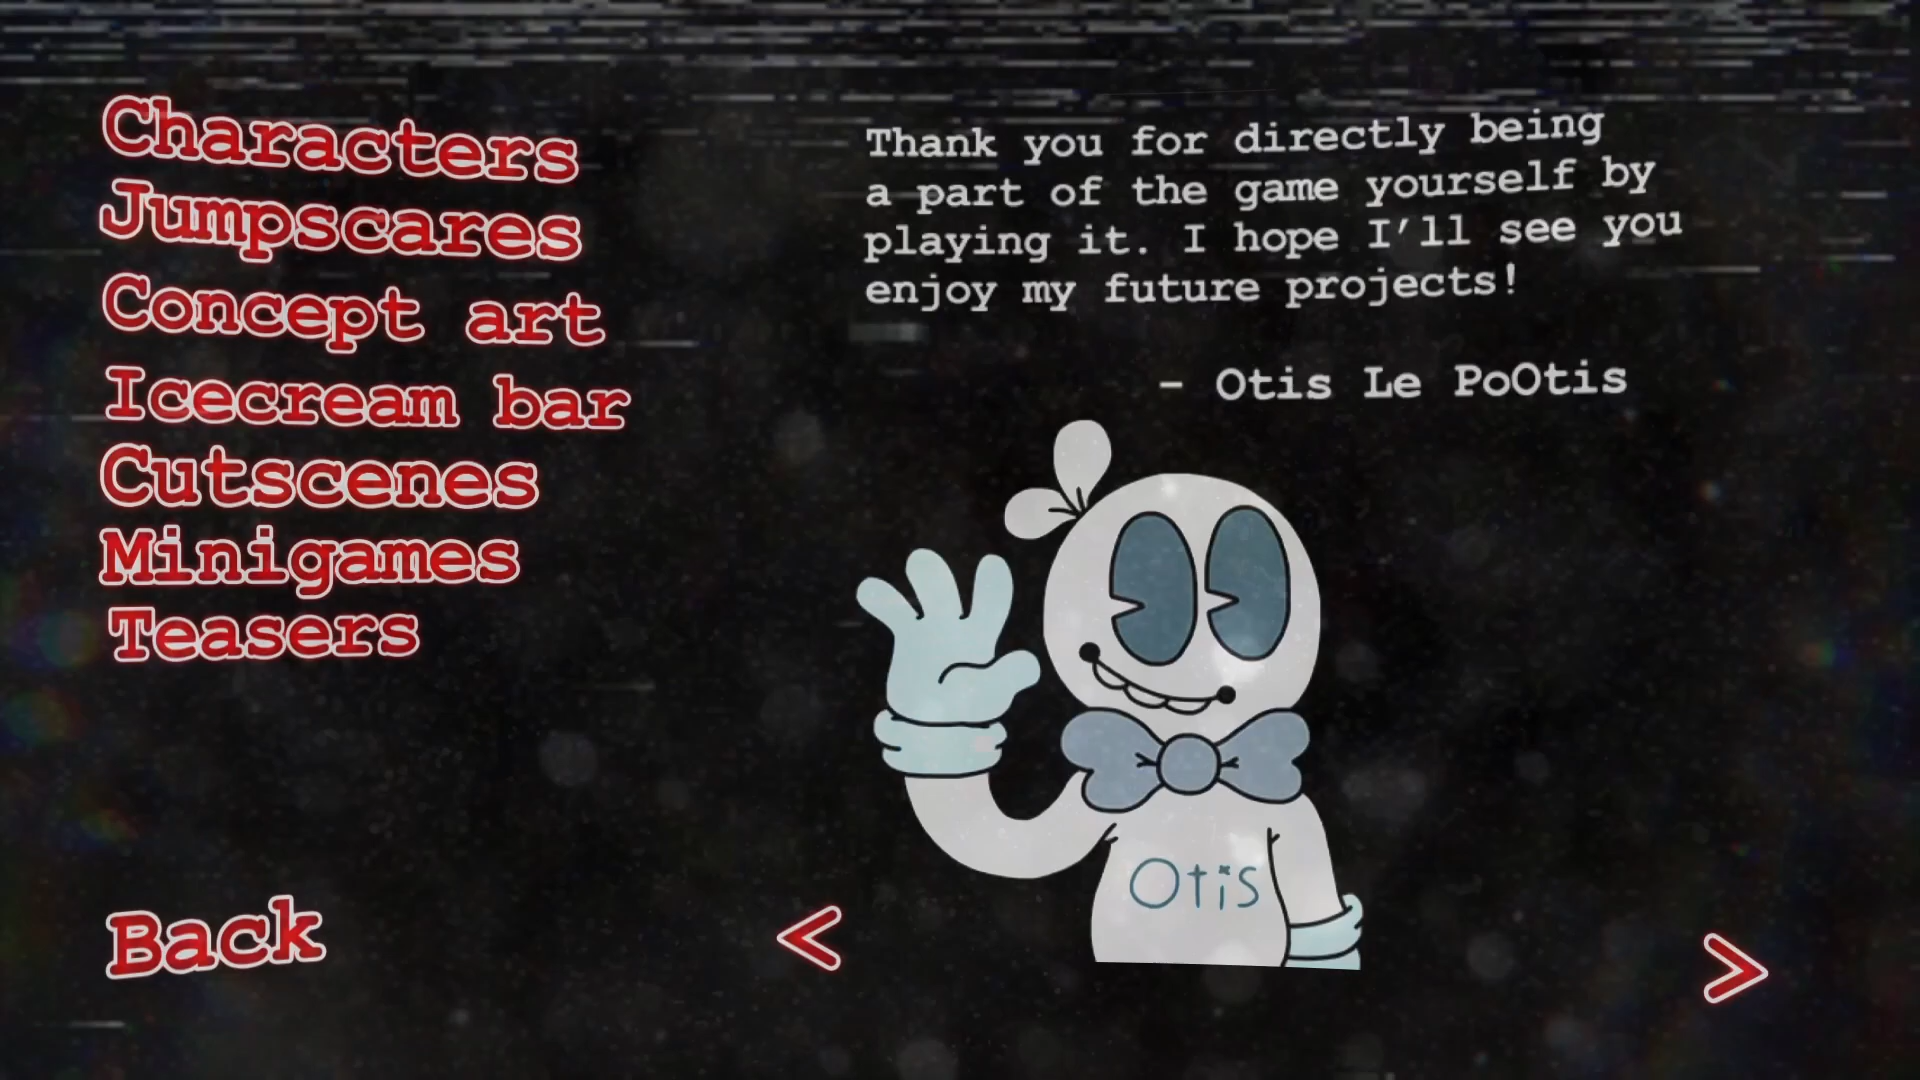 Characters
Jumpscares
Concept art
Icecream bar
Cutscenes
Minigames
Teasers
Back
Thank you for directly being
a part of the game yourself by
playing it. I hope I'll see you
enjoy my future projects!
- Otis Le PoOtis
Otis
< >